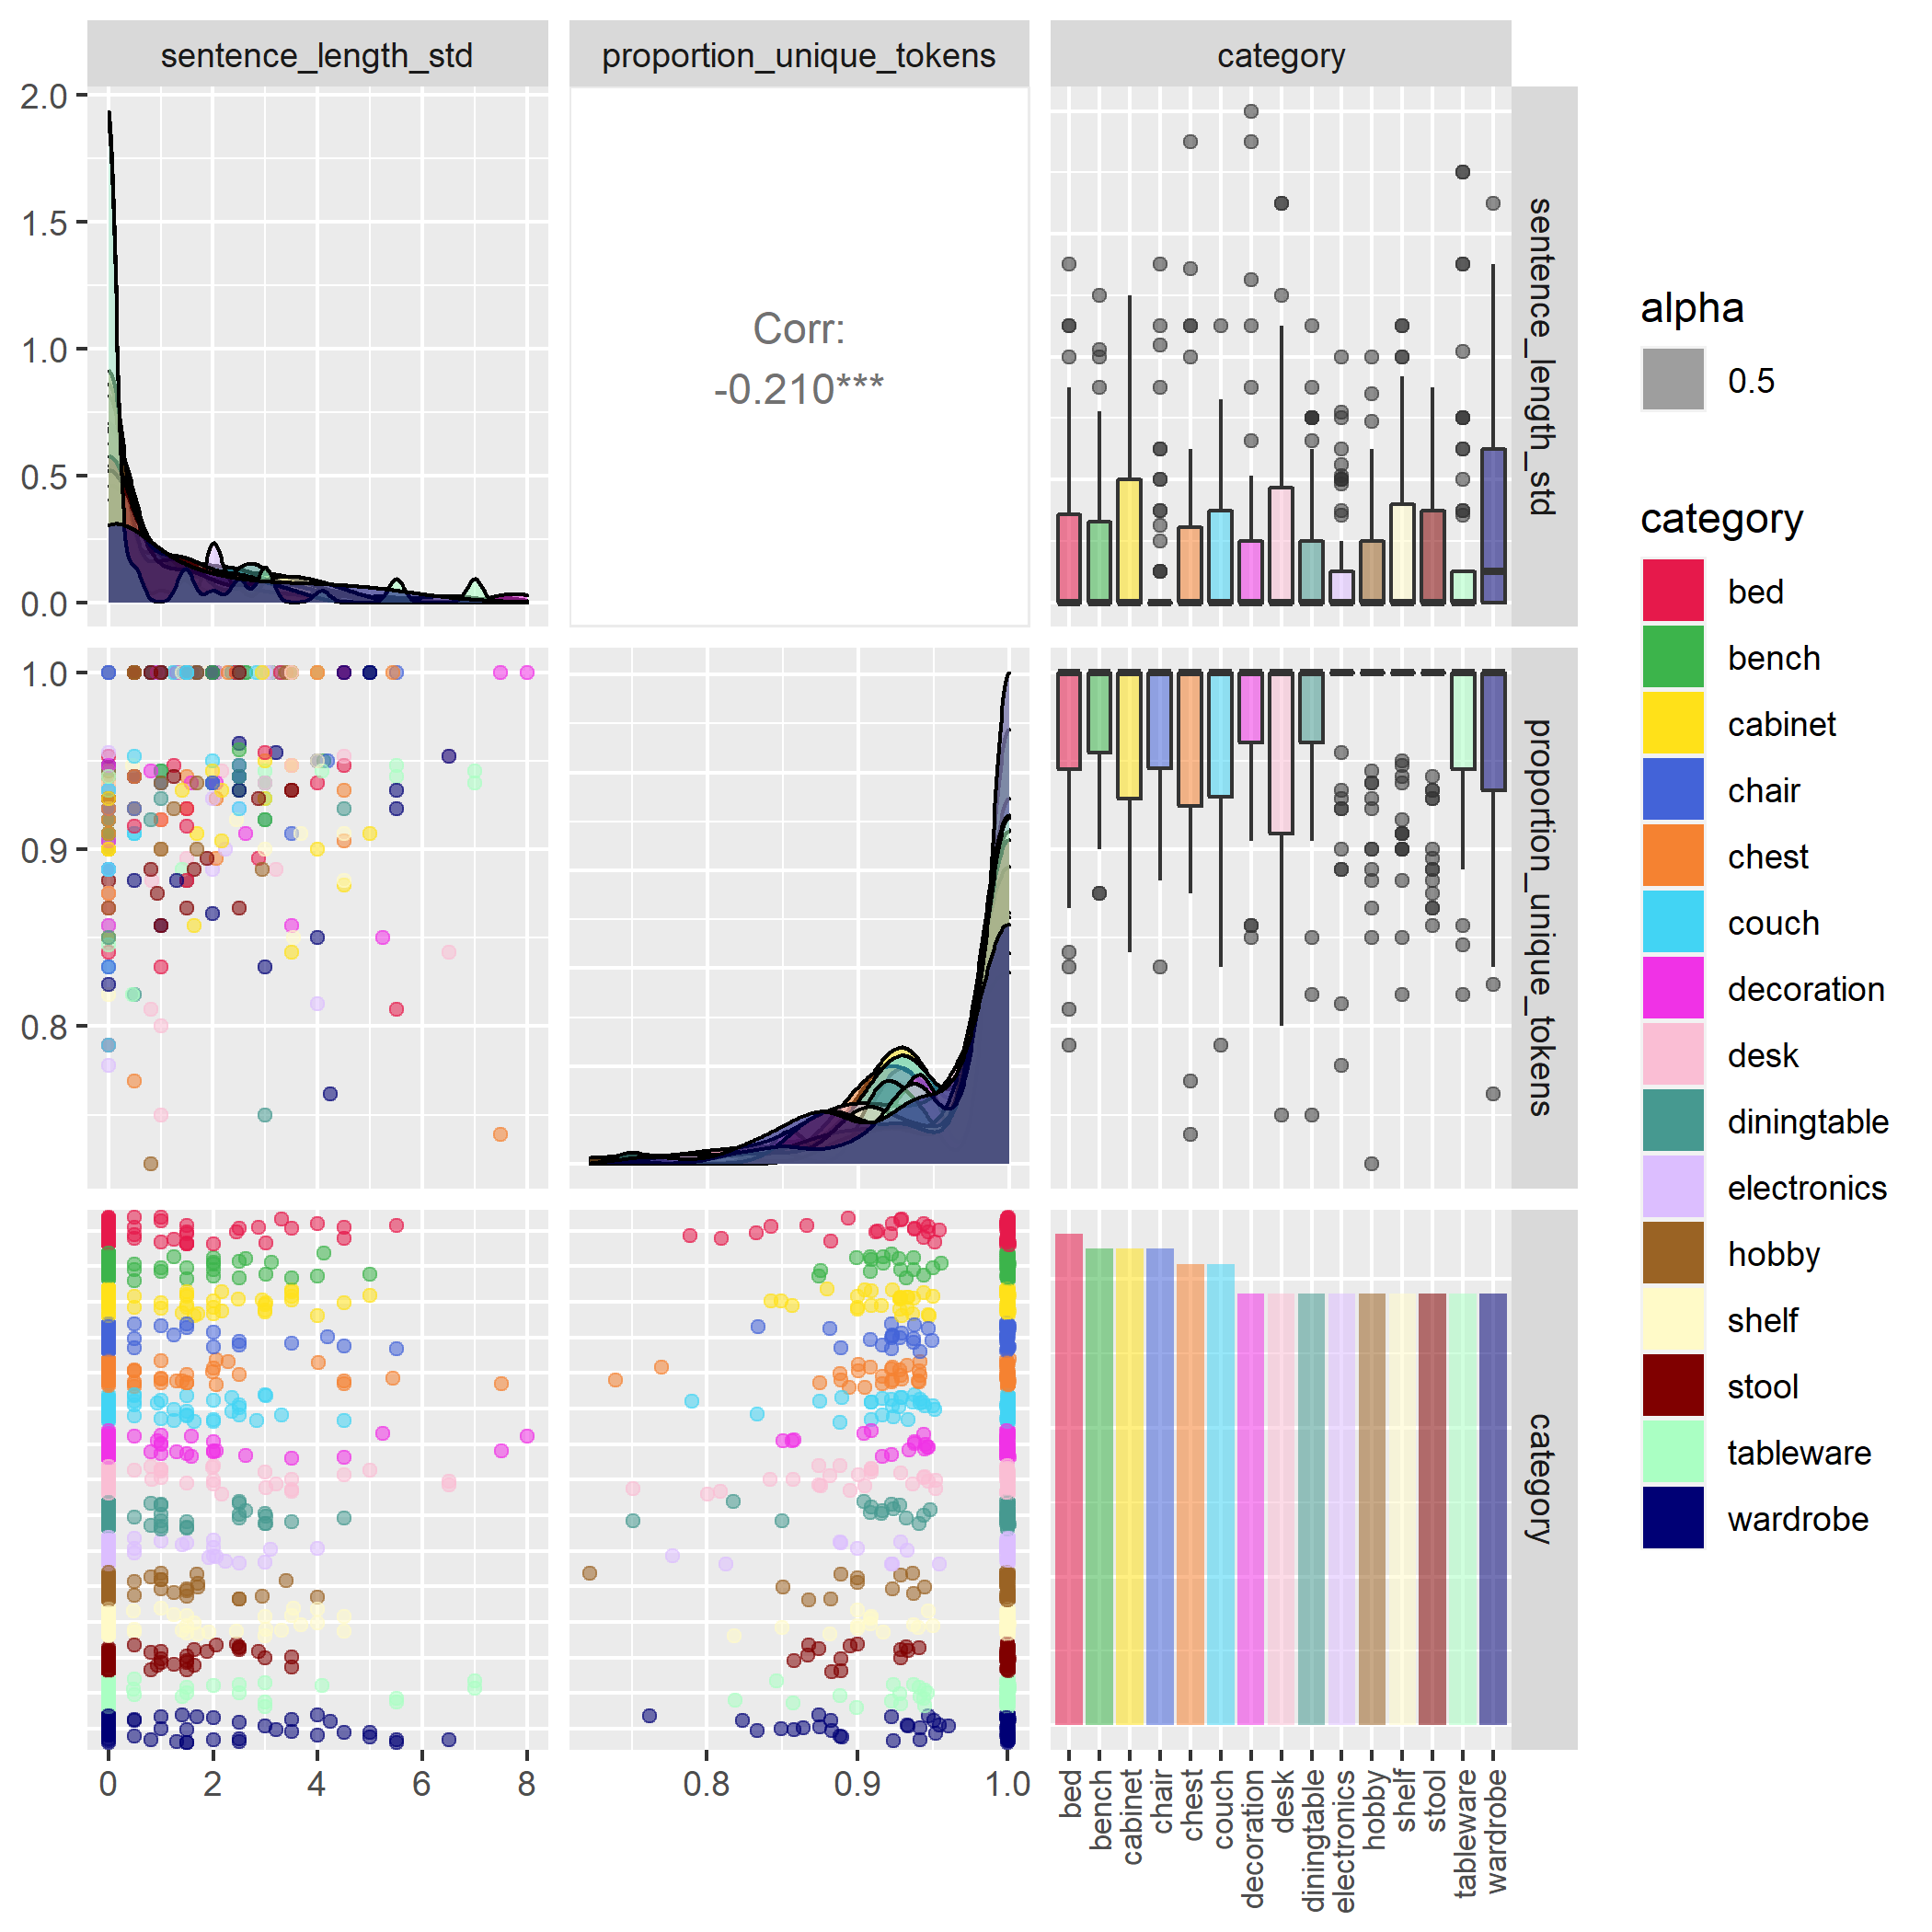 sentence_length_std
proportion_unique_tokens
category
2.0
1.5
1.0
0.5
0.0
Corr:
-0.210***
sentence_length_std
1.0
0.9
0.8
proportion_unique_tokens
category
0
2
4
6
8
0.8
0.9
1.0
bed
bench
cabinet
chair
chest
couch
decoration
desk
diningtable
electronics
hobby
shelf
stool
tableware
wardrobe
alpha
0.5
category
bed
bench
cabinet
chair
chest
couch
decoration
desk
diningtable
electronics
hobby
shelf
stool
tableware
wardrobe